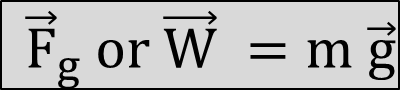 F⃗g or W⃗ = m g⃗